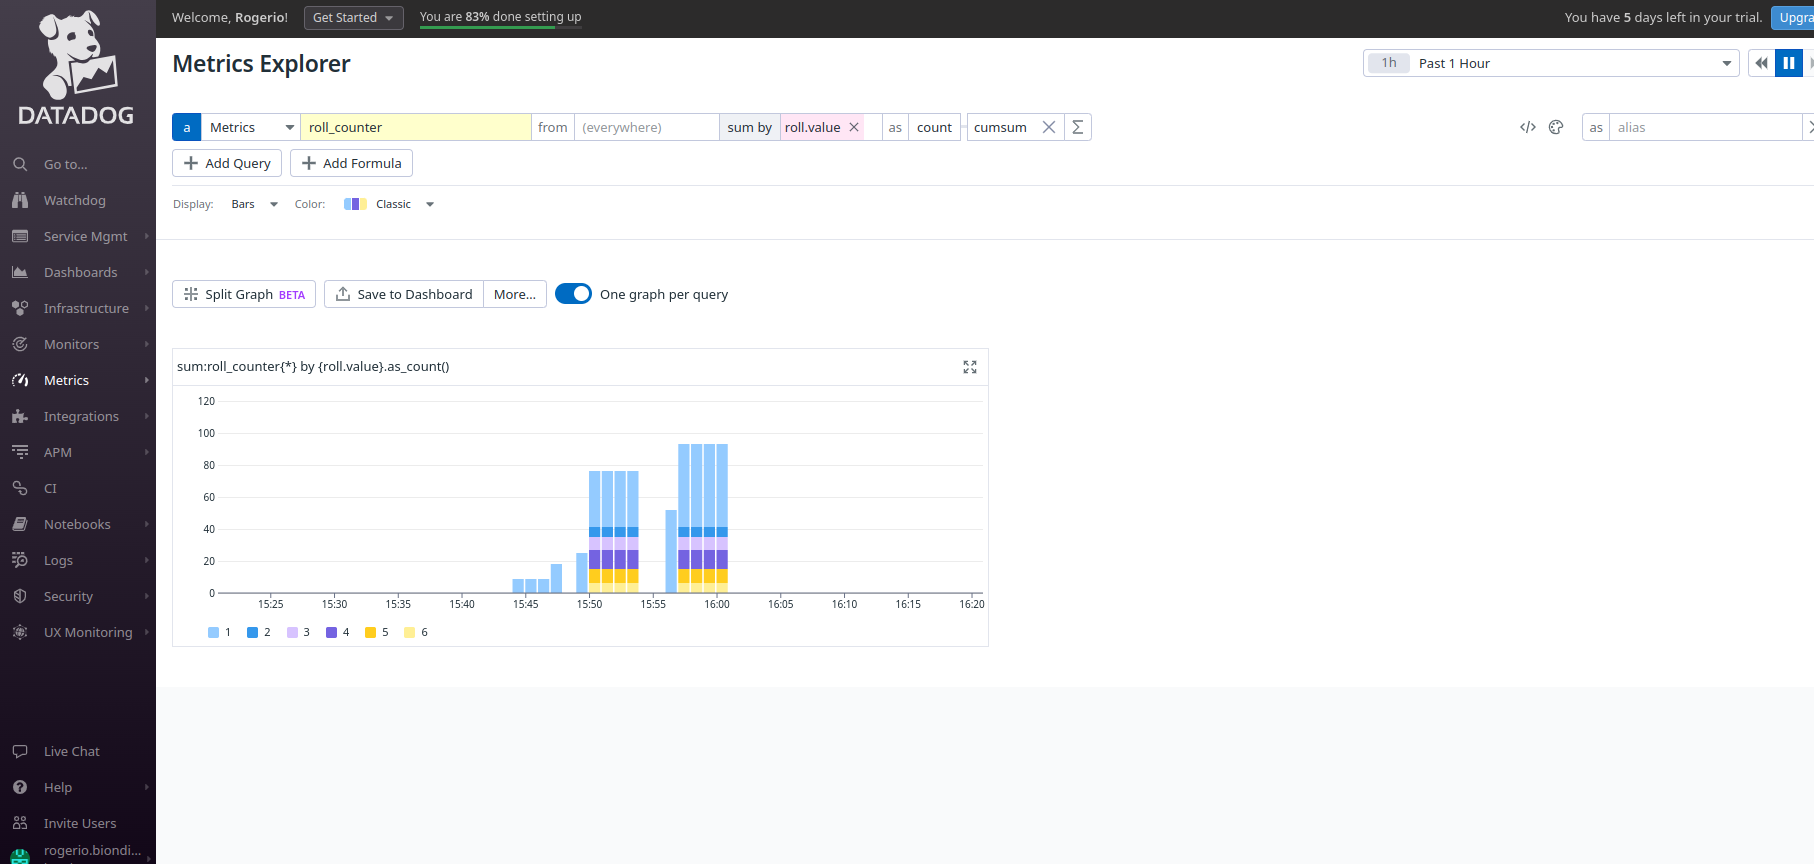 DATADOG
Go to...
Watchdog
Service Mgmt
Dashboards
Infrastructure
Monitors
Metrics
Integrations
APM
CI
Notebooks
Logs
Security
UX Monitoring
Live Chat
Help
Invite Users
rogerio.biondi...
Welcome, Rogerio! Get Started You are 83% done setting up You have 5 days left in your trial. Upgra
Metrics Explorer 1h Past 1 Hour
a Metrics roll_counter from (everywhere) sum by roll.value as count cumsum Σ </> as alias
Add Query Add Formula
Display: Bars Color: Classic
Split Graph BETA Save to Dashboard More... One graph per query
sum:roll_counter{*} by {roll.value}.as_count()
120
100
80
60
40
20
0
15:25 15:30 15:35 15:40 15:45 15:50 15:55 16:00 16:05 16:10 16:15 16:20
1 2 3 4 5 6